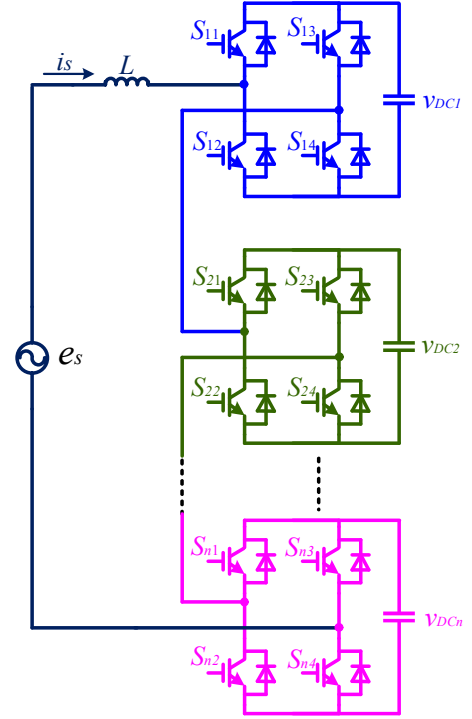 S11 S13
is L
vDC1
S12 S14
S21 S23
es
vDC2
S22 S24
Sn1 Sn3
vDCn
Sn2 Sn4